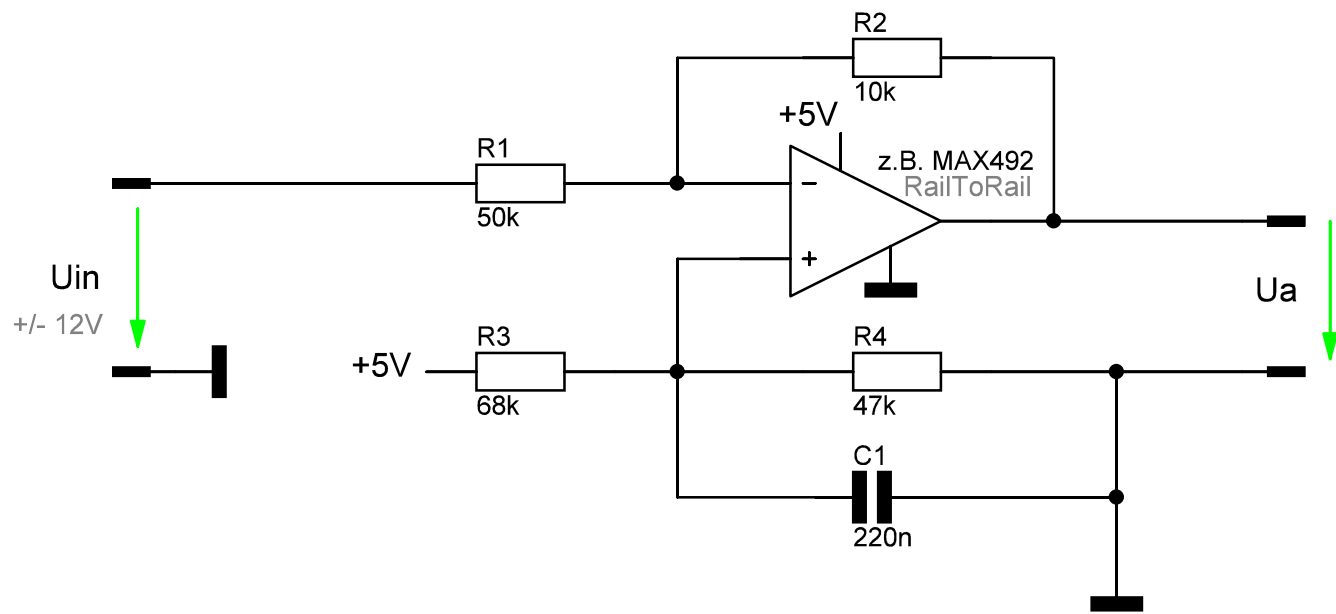 R2
10k
+5V
z.B. MAX492
RailToRail
R1
50k
−
+
Uin
+/- 12V
Ua
R3
+5V
68k
R4
47k
C1
220n